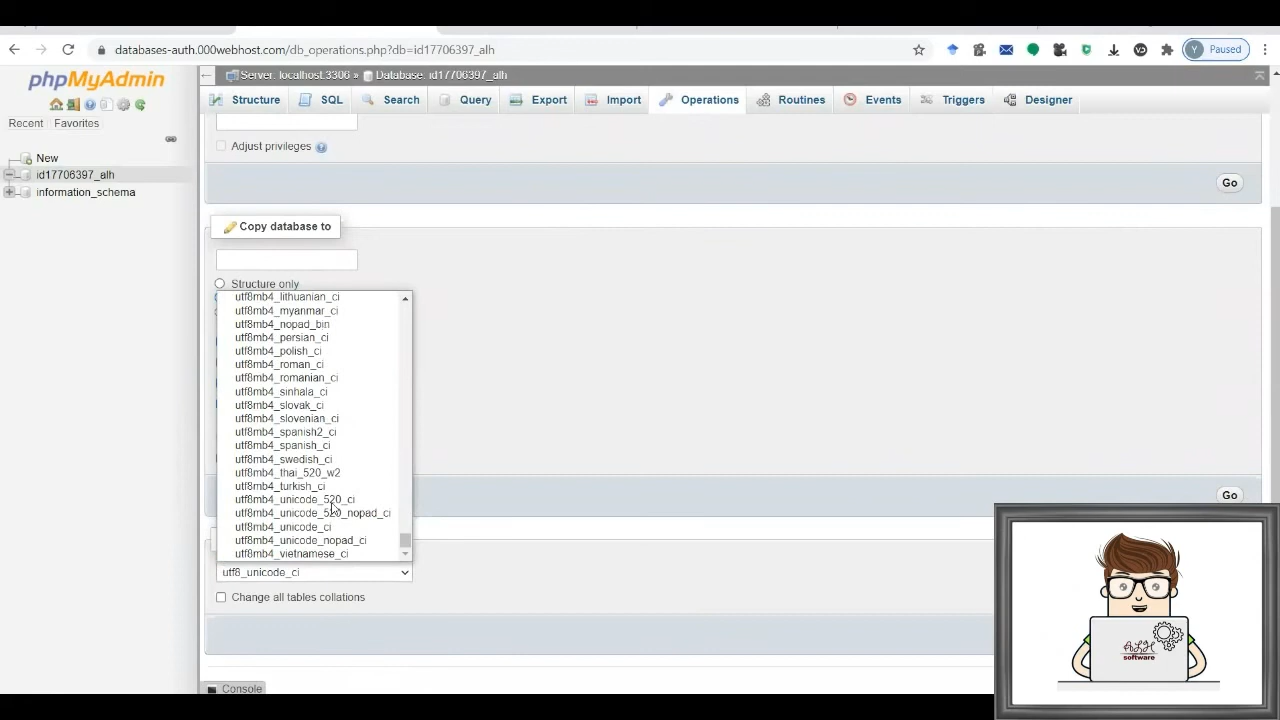 databases-auth.000webhost.com/db_operations.php?db=id17706397_alh
Y Paused
phpMyAdmin
Server: localhost:3306 » Database: id17706397_alh
Structure SQL Search Query Export Import Operations Routines Events Triggers Designer
Recent Favorites
Adjust privileges
New
id17706397_alh
information_schema
Go
Copy database to
Structure only
utf8mb4_lithuanian_ci
utf8mb4_myanmar_ci
utf8mb4_nopad_bin
utf8mb4_persian_ci
utf8mb4_polish_ci
utf8mb4_roman_ci
utf8mb4_romanian_ci
utf8mb4_sinhala_ci
utf8mb4_slovak_ci
utf8mb4_slovenian_ci
utf8mb4_spanish2_ci
utf8mb4_spanish_ci
utf8mb4_swedish_ci
utf8mb4_thai_520_w2
utf8mb4_turkish_ci
utf8mb4_unicode_520_ci
Go
utf8mb4_unicode_520_nopad_ci
utf8mb4_unicode_ci
utf8mb4_unicode_nopad_ci
utf8mb4_vietnamese_ci
utf8_unicode_ci
Change all tables collations
ALH
software
Console